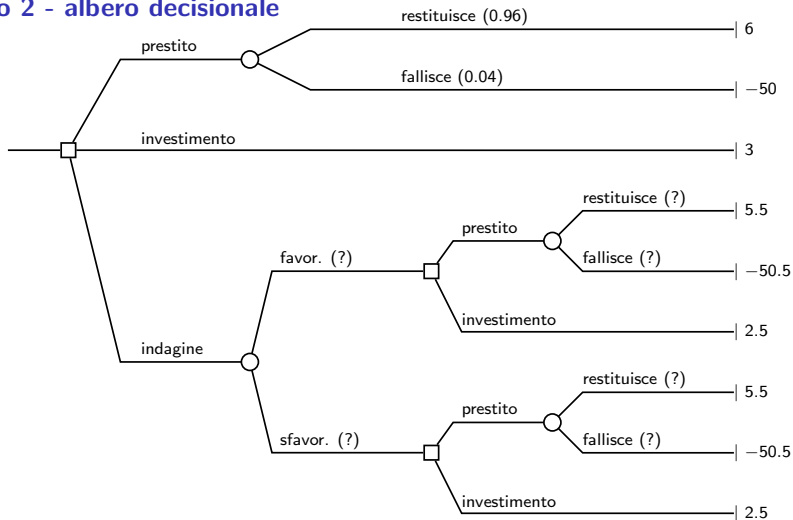 o 2 - albero decisionale
restituisce (0.96)
6
prestito
fallisce (0.04)
−50
investimento
3
restituisce (?)
5.5
prestito
favor. (?)
fallisce (?)
−50.5
investimento
2.5
indagine
restituisce (?)
5.5
prestito
sfavor. (?)
fallisce (?)
−50.5
investimento
2.5